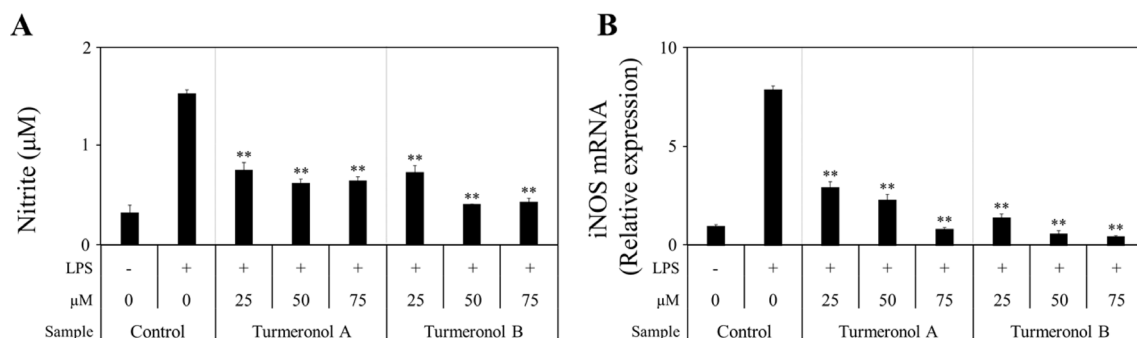 A
Nitrite (µM)
2
1
0
** ** ** ** ** **
LPS - + + + + + + +
µM 0 0 25 50 75 25 50 75
Sample Control Turmeronol A Turmeronol B
B
iNOS mRNA
(Relative expression)
10
5
0
** ** ** ** ** **
LPS - + + + + + + +
µM 0 0 25 50 75 25 50 75
Sample Control Turmeronol A Turmeronol B